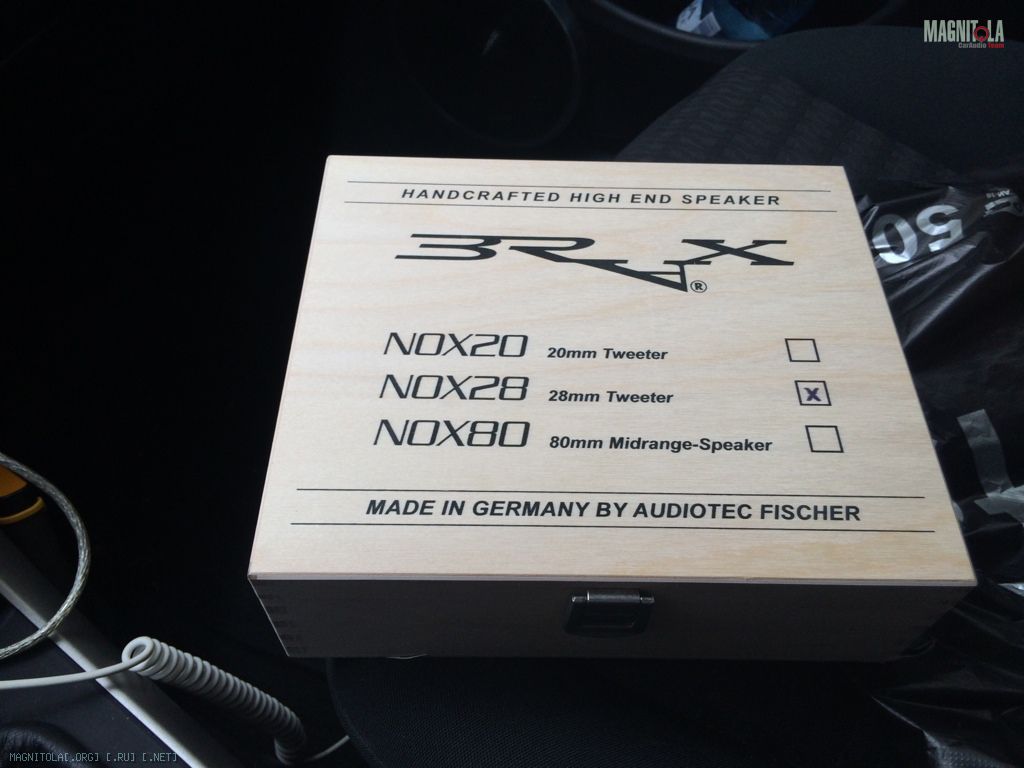 MAGNITOLA
CarAudio Team
HANDCRAFTED HIGH END SPEAKER
BRAX®
NOX20 20mm Tweeter
NOX28 28mm Tweeter X
NOX80 80mm Midrange-Speaker
MADE IN GERMANY BY AUDIOTEC FISCHER
50
MAGNITOLA[.ORG] [.RU] [.NET]